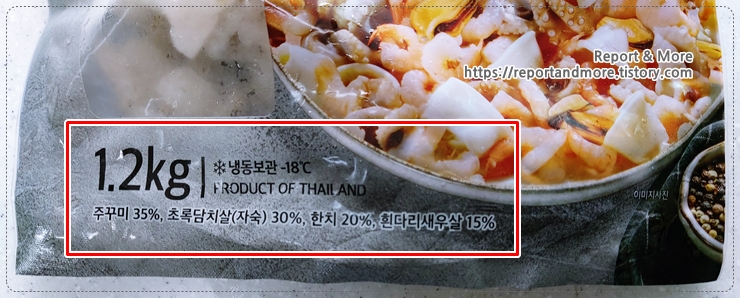 Report & More
https://reportandmore.tistory.com
1.2kg
냉동보관 -18℃
PRODUCT OF THAILAND
주꾸미 35%, 초록담치살(자숙) 30%, 한치 20%, 흰다리새우살 15%
이미지사진